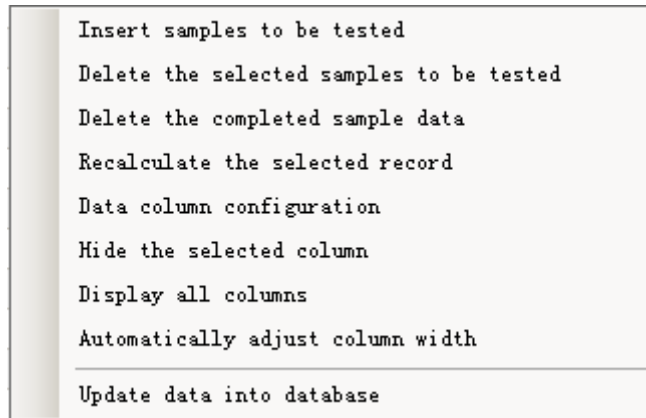 Insert samples to be tested
Delete the selected samples to be tested
Delete the completed sample data
Recalculate the selected record
Data column configuration
Hide the selected column
Display all columns
Automatically adjust column width
Update data into database